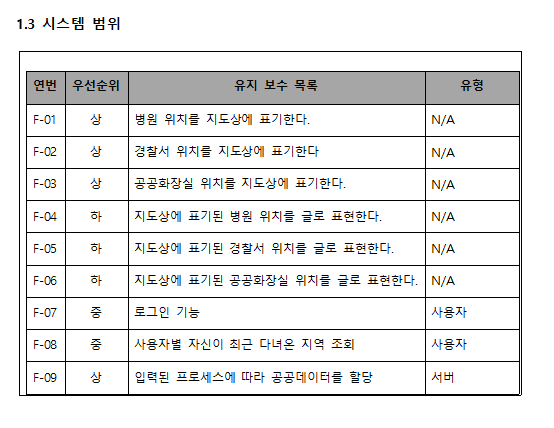 1.3 시스템 범위
연번 우선순위 유지 보수 목록 유형
F-01 상 병원 위치를 지도상에 표기한다. N/A
F-02 상 경찰서 위치를 지도상에 표기한다 N/A
F-03 상 공공화장실 위치를 지도상에 표기한다. N/A
F-04 하 지도상에 표기된 병원 위치를 글로 표현한다. N/A
F-05 하 지도상에 표기된 경찰서 위치를 글로 표현한다. N/A
F-06 하 지도상에 표기된 공공화장실 위치를 글로 표현한다. N/A
F-07 중 로그인 기능 사용자
F-08 중 사용자별 자신이 최근 다녀온 지역 조회 사용자
F-09 상 입력된 프로세스에 따라 공공데이터를 할당 서버